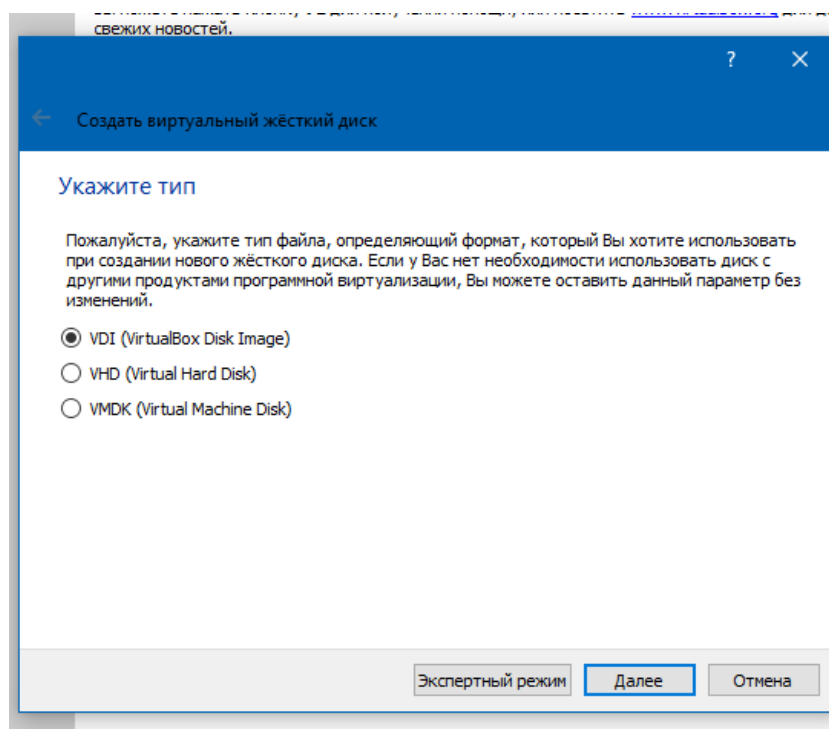 свежих новостей.
?
Создать виртуальный жёсткий диск
Укажите тип
Пожалуйста, укажите тип файла, определяющий формат, который Вы хотите использовать
при создании нового жёсткого диска. Если у Вас нет необходимости использовать диск с
другими продуктами программной виртуализации, Вы можете оставить данный параметр без
изменений.
VDI (VirtualBox Disk Image)
VHD (Virtual Hard Disk)
VMDK (Virtual Machine Disk)
Экспертный режим Далее Отмена